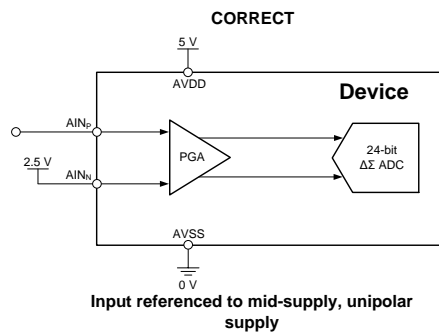 CORRECT
5 V
AVDD
Device
AINP
PGA
2.5 V
AINN
24-bit
ΔΣ ADC
AVSS
0 V
Input referenced to mid-supply, unipolar
supply